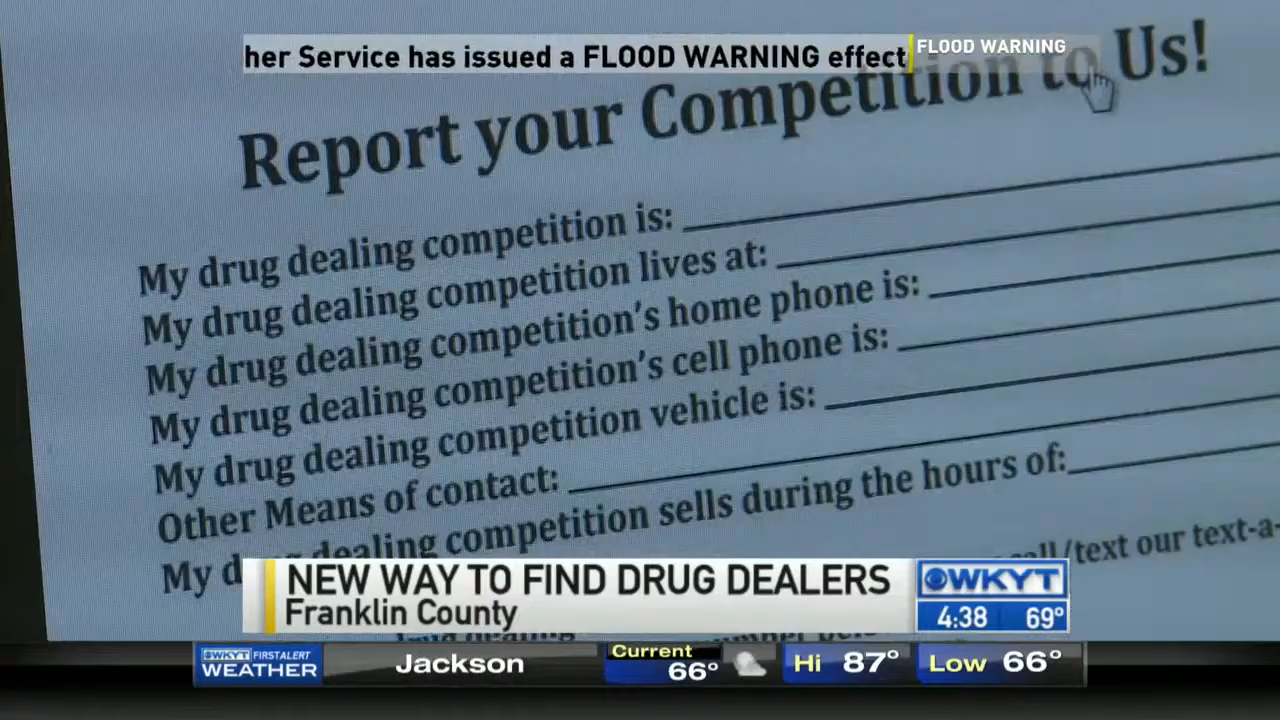 her Service has issued a FLOOD WARNING effect
FLOOD WARNING
Report your Competition to Us!
My drug dealing competition is:
My drug dealing competition lives at:
My drug dealing competition's home phone is:
My drug dealing competition's cell phone is:
My drug dealing competition vehicle is:
Other Means of contact:
My d dealing competition sells during the hours of:
call/text our text-a-
NEW WAY TO FIND DRUG DEALERS
Franklin County
WKYT
4:38 69°
WKYT FIRSTALERT
WEATHER
Jackson
Current
66°
Hi 87°
Low 66°